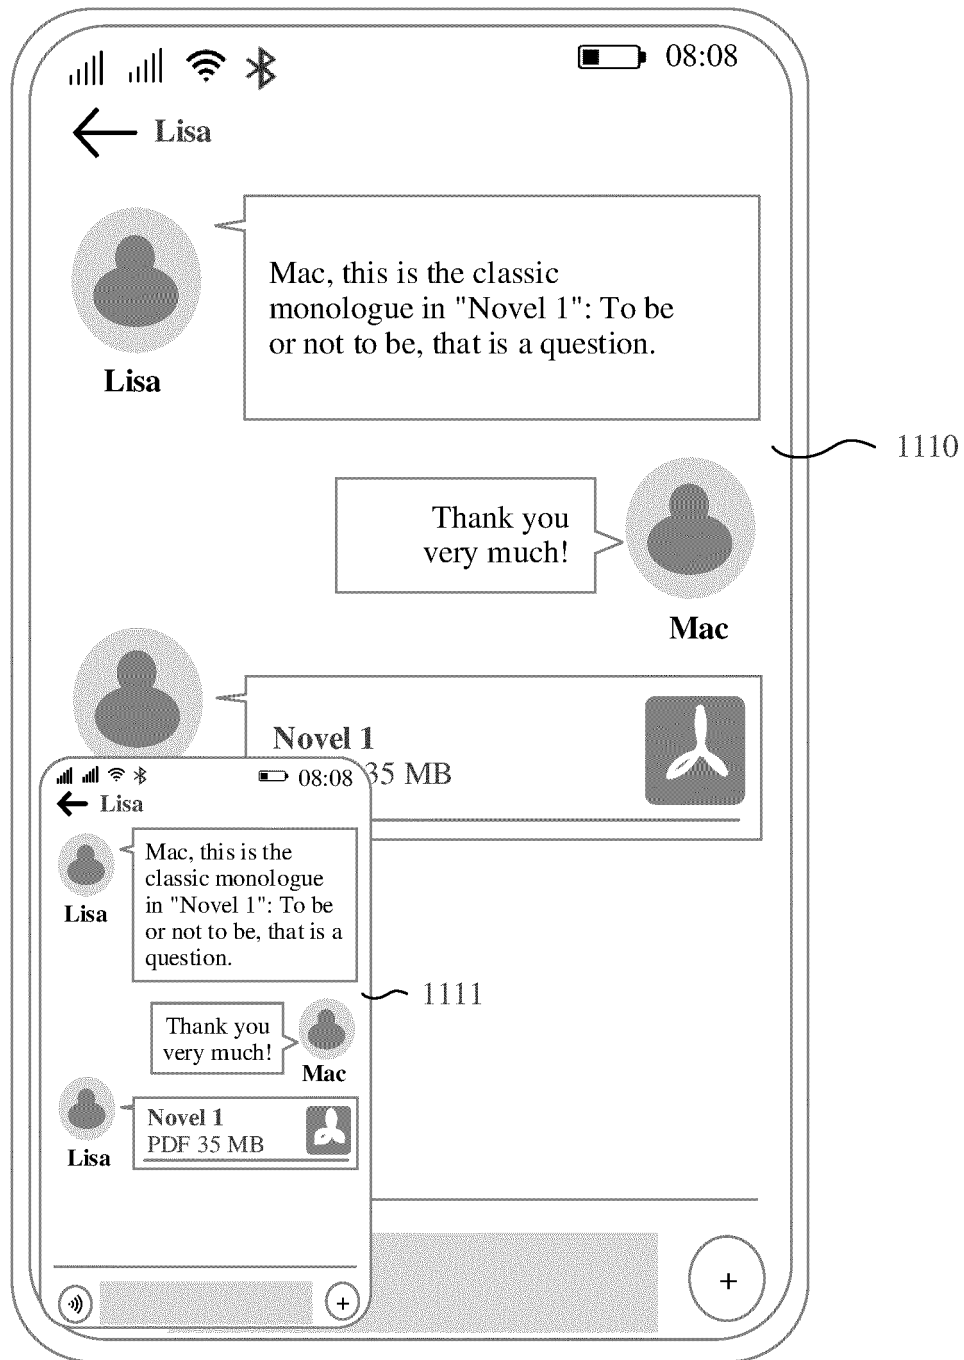 08:08
Lisa
Mac, this is the classic
monologue in "Novel 1": To be
or not to be, that is a question.
Lisa
1110
Thank you
very much!
Mac
Novel 1
35 MB
08:08
Lisa
Mac, this is the
classic monologue
in "Novel 1": To be
or not to be, that is a
question.
Lisa
1111
Thank you
very much!
Mac
Novel 1
PDF 35 MB
Lisa
+
+